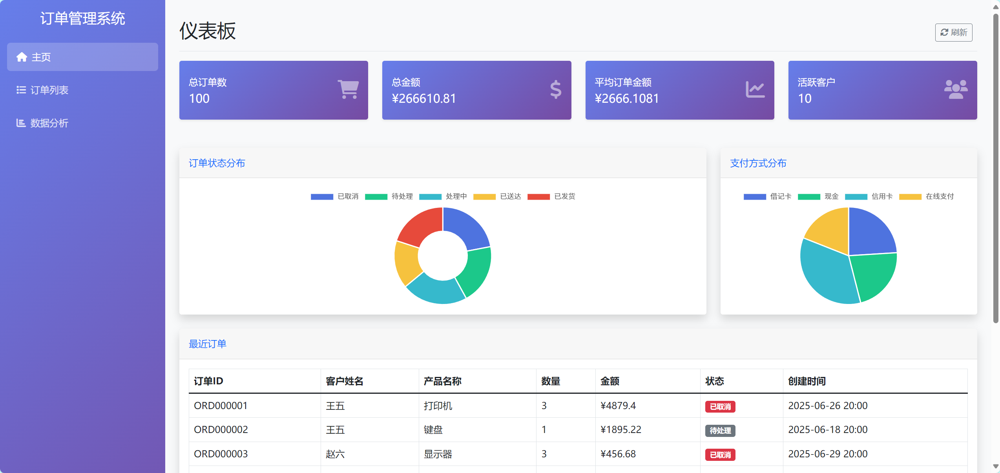 订单管理系统
主页
订单列表
数据分析
仪表板
刷新
总订单数
100
总金额
¥266610.81
平均订单金额
¥2666.1081
活跃客户
10
订单状态分布
已取消 待处理 处理中 已送达 已发货
支付方式分布
借记卡 现金 信用卡 在线支付
最近订单
订单ID 客户姓名 产品名称 数量 金额 状态 创建时间
ORD000001 王五 打印机 3 ¥4879.4 已取消 2025-06-26 20:00
ORD000002 王五 键盘 1 ¥1895.22 待处理 2025-06-18 20:00
ORD000003 赵六 显示器 3 ¥456.68 已取消 2025-06-29 20:00